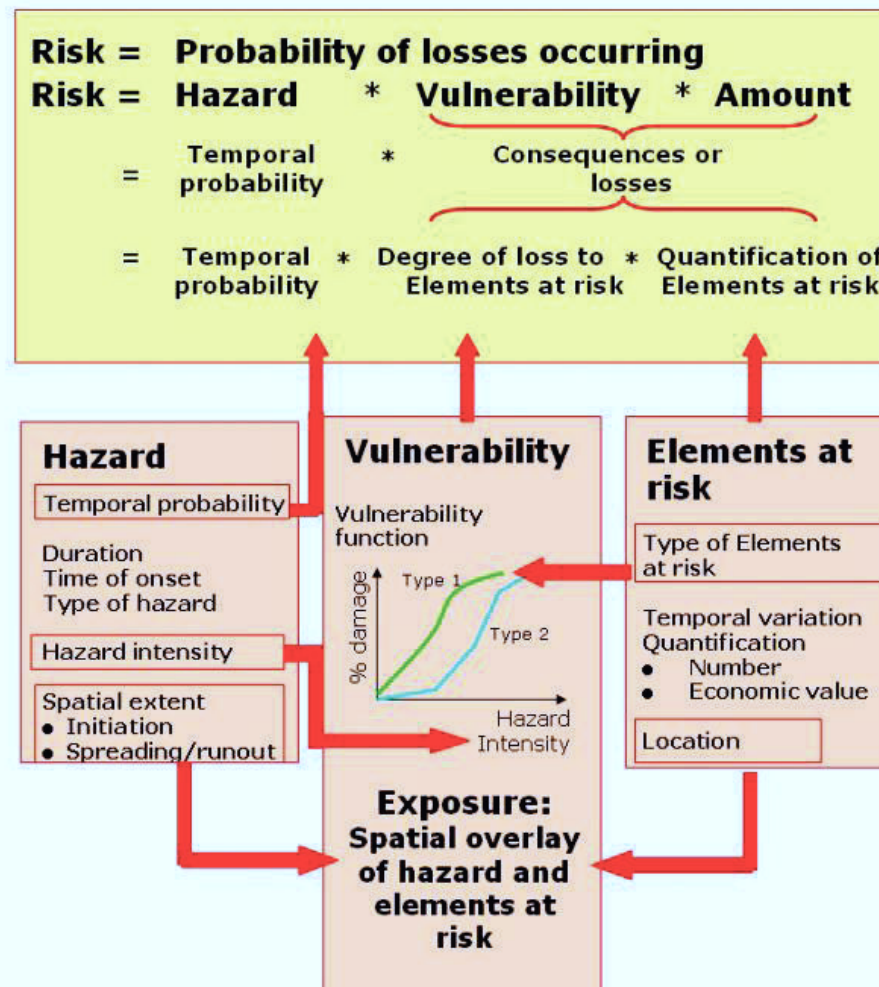 Risk = Probability of losses occurring
Risk = Hazard * Vulnerability * Amount
= Temporal probability * Consequences or losses
= Temporal probability * Degree of loss to Elements at risk * Quantification of Elements at risk
Hazard
Temporal probability
Duration
Time of onset
Type of hazard
Hazard intensity
Spatial extent
• Initiation
• Spreading/runout
Vulnerability
Vulnerability
function
% damage
Type 1
Type 2
Hazard
Intensity
Exposure:
Spatial overlay
of hazard and
elements at
risk
Elements at
risk
Type of Elements
at risk
Temporal variation
Quantification
• Number
• Economic value
Location